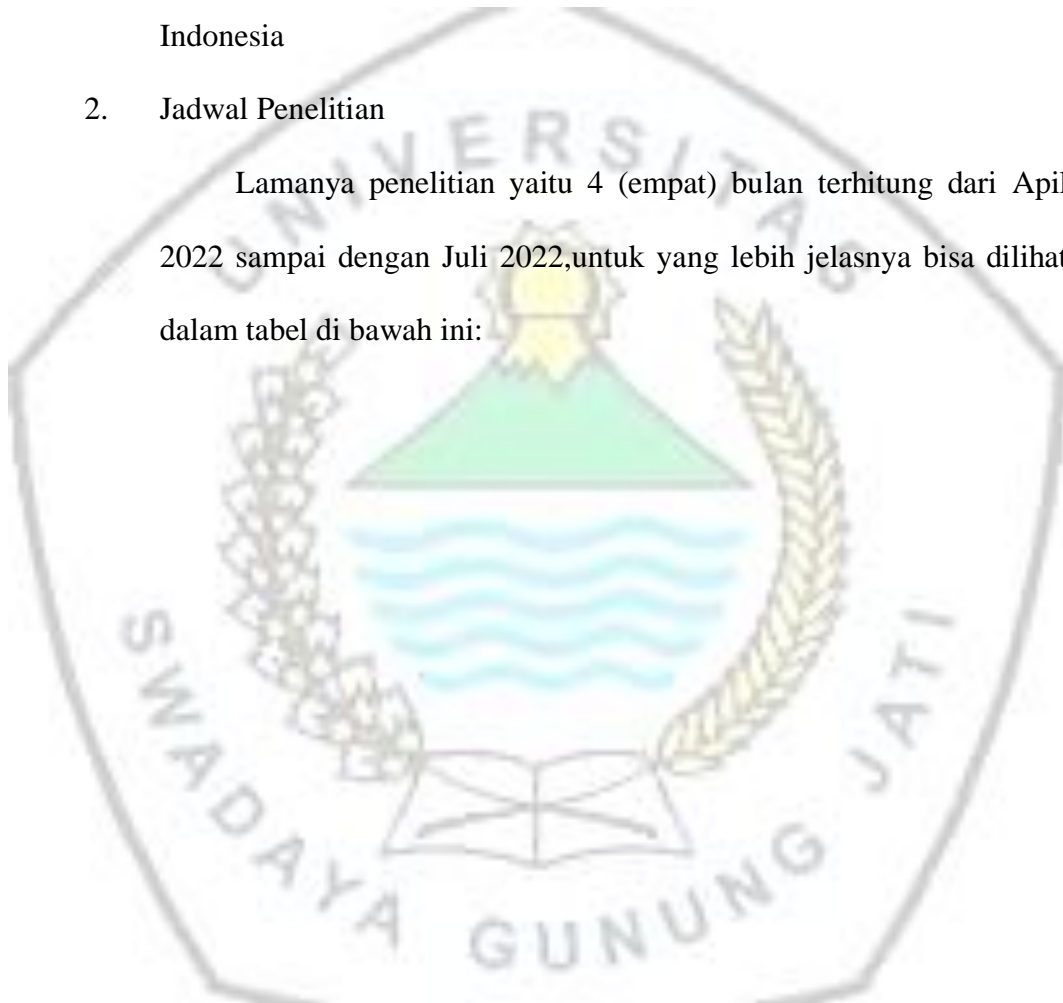 Indonesia
2. Jadwal Penelitian
Lamanya penelitian yaitu 4 (empat) bulan terhitung dari Apil
2022 sampai dengan Juli 2022,untuk yang lebih jelasnya bisa dilihat
dalam tabel di bawah ini:
UNIVERSITAS
SWADAYA GUNUNG JATI